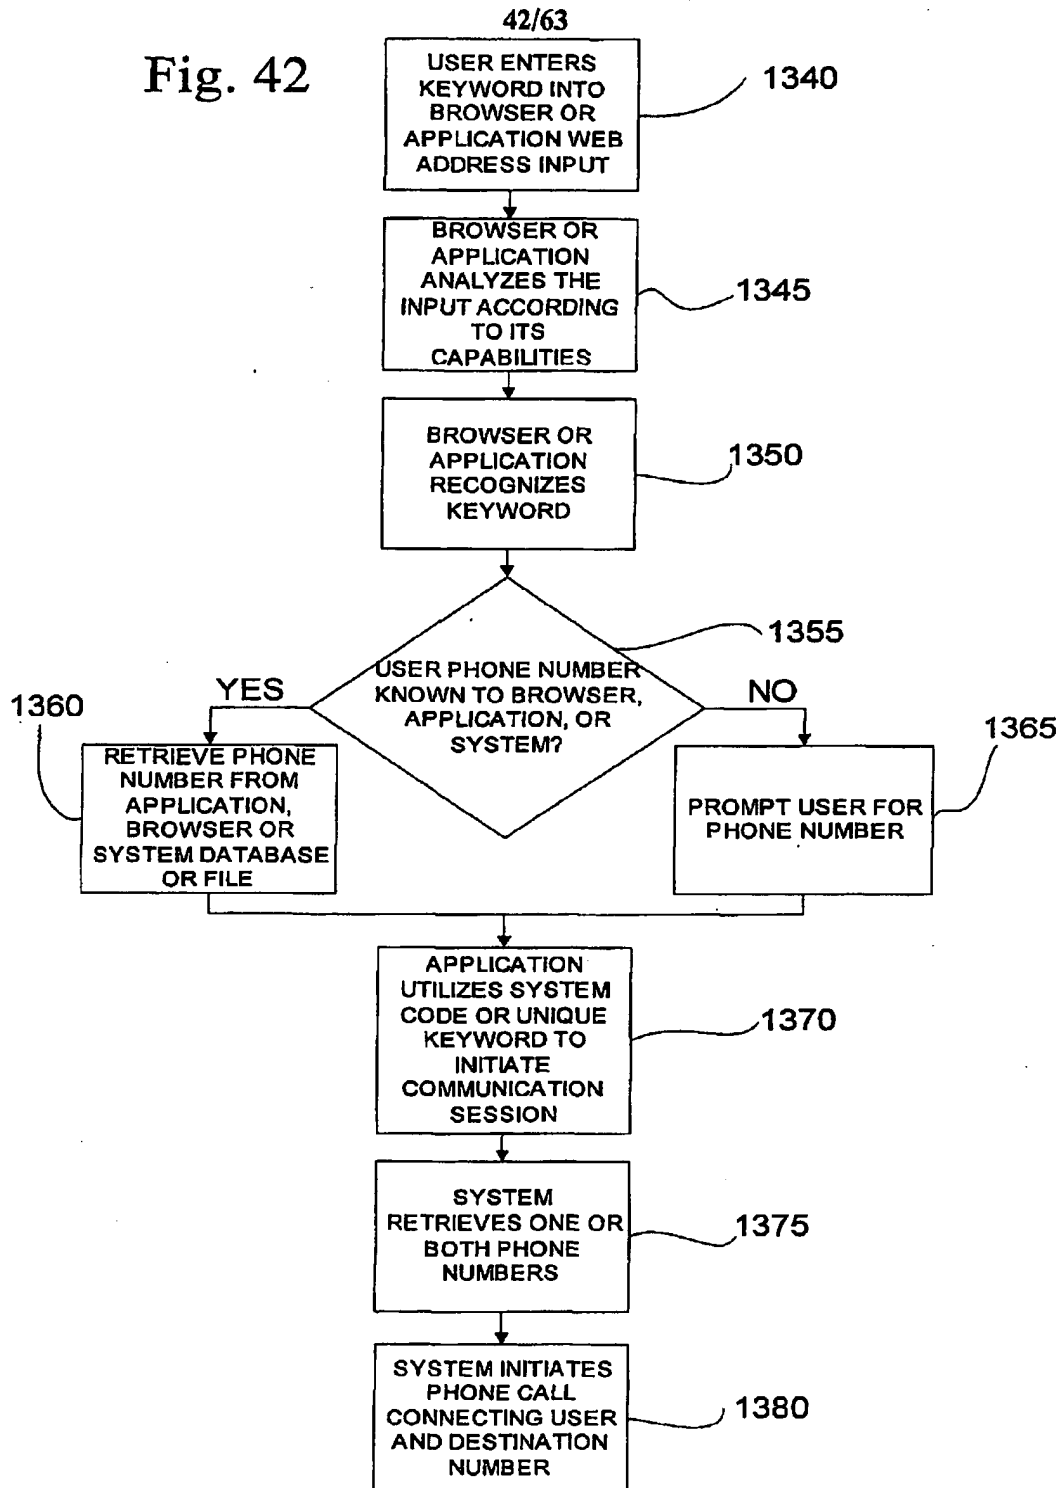 42/63
Fig. 42
USER ENTERS
KEYWORD INTO
BROWSER OR
APPLICATION WEB
ADDRESS INPUT
1340
BROWSER OR
APPLICATION
ANALYZES THE
INPUT ACCORDING
TO ITS
CAPABILITIES
1345
BROWSER OR
APPLICATION
RECOGNIZES
KEYWORD
1350
USER PHONE NUMBER
KNOWN TO BROWSER,
APPLICATION, OR
SYSTEM?
1355
YES
NO
1360
RETRIEVE PHONE
NUMBER FROM
APPLICATION,
BROWSER OR
SYSTEM DATABASE
OR FILE
1365
PROMPT USER FOR
PHONE NUMBER
APPLICATION
UTILIZES SYSTEM
CODE OR UNIQUE
KEYWORD TO
INITIATE
COMMUNICATION
SESSION
1370
SYSTEM
RETRIEVES ONE OR
BOTH PHONE
NUMBERS
1375
SYSTEM INITIATES
PHONE CALL
CONNECTING USER
AND DESTINATION
NUMBER
1380